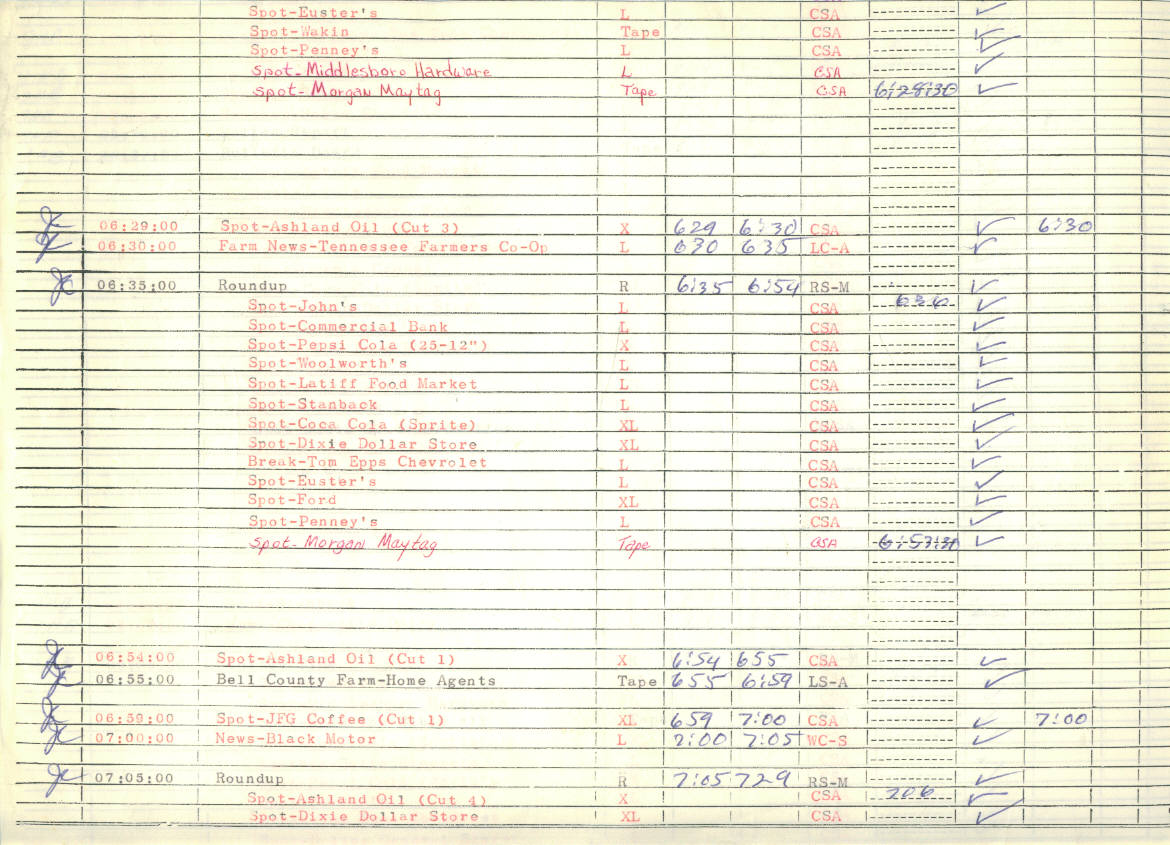 Spot-Euster's L CSA
Spot-Wakin Tape CSA
Spot-Penney's L CSA
Spot-Middlesboro Hardware L CSA
Spot-Morgan Maytag Tape CSA 6:28:30
06:29:00 Spot-Ashland Oil (Cut 3) X 629 6:30 CSA 6:30
06:30:00 Farm News-Tennessee Farmers Co-Op L 630 635 LC-A
06:35:00 Roundup R 6:35 6:54 RS-M
Spot-John's L CSA 636
Spot-Commercial Bank L CSA
Spot-Pepsi Cola (25-12") X CSA
Spot-Woolworth's L CSA
Spot-Latiff Food Market L CSA
Spot-Stanback L CSA
Spot-Coca Cola (Sprite) XL CSA
Spot-Dixie Dollar Store XL CSA
Break-Tom Epps Chevrolet L CSA
Spot-Euster's L CSA
Spot-Ford XL CSA
Spot-Penney's L CSA
Spot-Morgan Maytag Tape CSA
06:54:00 Spot-Ashland Oil (Cut 1) X 6:54 655 CSA
06:55:00 Bell County Farm-Home Agents Tape 655 6:59 LS-A
06:59:00 Spot-JFG Coffee (Cut 1) XL 659 7:00 CSA 7:00
07:00:00 News-Black Motor L 7:00 7:05 WC-S
07:05:00 Roundup R 7:05 729 RS-M
Spot-Ashland Oil (Cut 4) X CSA 706
Spot-Dixie Dollar Store XL CSA